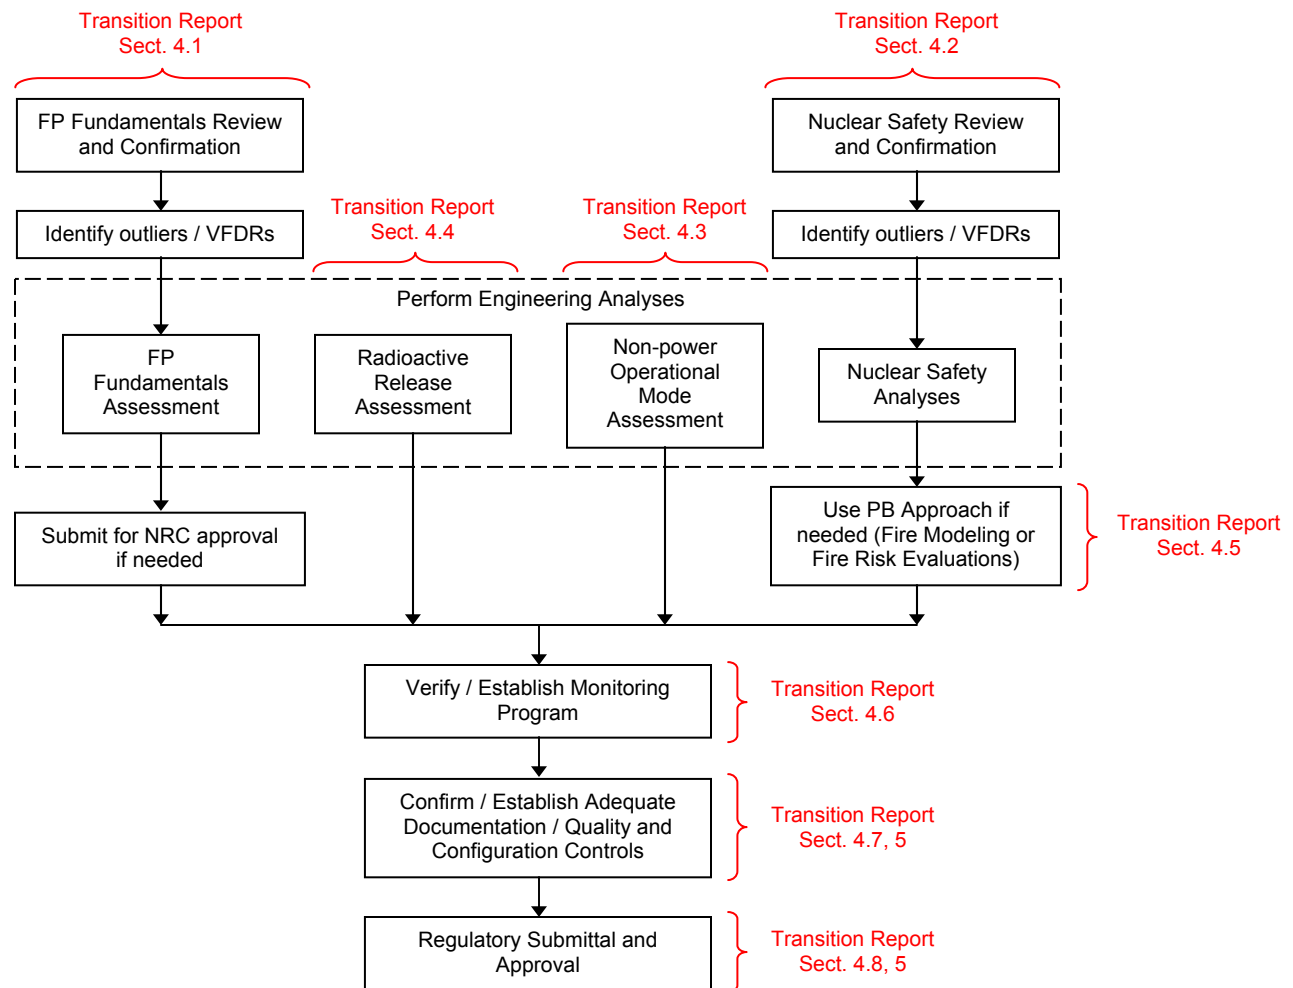 Transition Report
Sect. 4.1
Transition Report
Sect. 4.2
FP Fundamentals Review
and Confirmation
Nuclear Safety Review
and Confirmation
Identify outliers / VFDRs
Transition Report
Sect. 4.4
Transition Report
Sect. 4.3
Identify outliers / VFDRs
Perform Engineering Analyses
FP
Fundamentals
Assessment
Radioactive
Release
Assessment
Non-power
Operational
Mode
Assessment
Nuclear Safety
Analyses
Submit for NRC approval
if needed
Use PB Approach if
needed (Fire Modeling or
Fire Risk Evaluations)
Transition Report
Sect. 4.5
Verify / Establish Monitoring
Program
Transition Report
Sect. 4.6
Confirm / Establish Adequate
Documentation / Quality and
Configuration Controls
Transition Report
Sect. 4.7, 5
Regulatory Submittal and
Approval
Transition Report
Sect. 4.8, 5